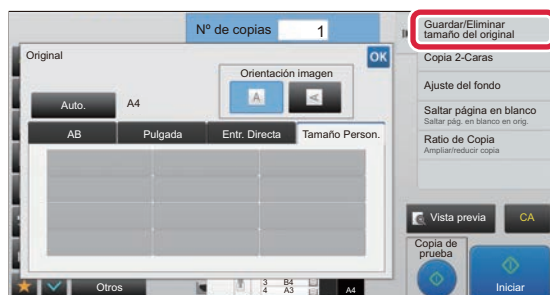 Nº de copias 1
Original
OK
Orientación imagen
A
A
Auto. A4
AB Pulgada Entr. Directa Tamaño Person.
Guardar/Eliminar
tamaño del original
Copia 2-Caras
Ajuste del fondo
Saltar página en blanco
Saltar pág. en blanco en orig.
Ratio de Copia
Ampliar/reducir copia
Vista previa CA
Copia de
prueba
Iniciar
Otros
3 B4
4 A3
A4